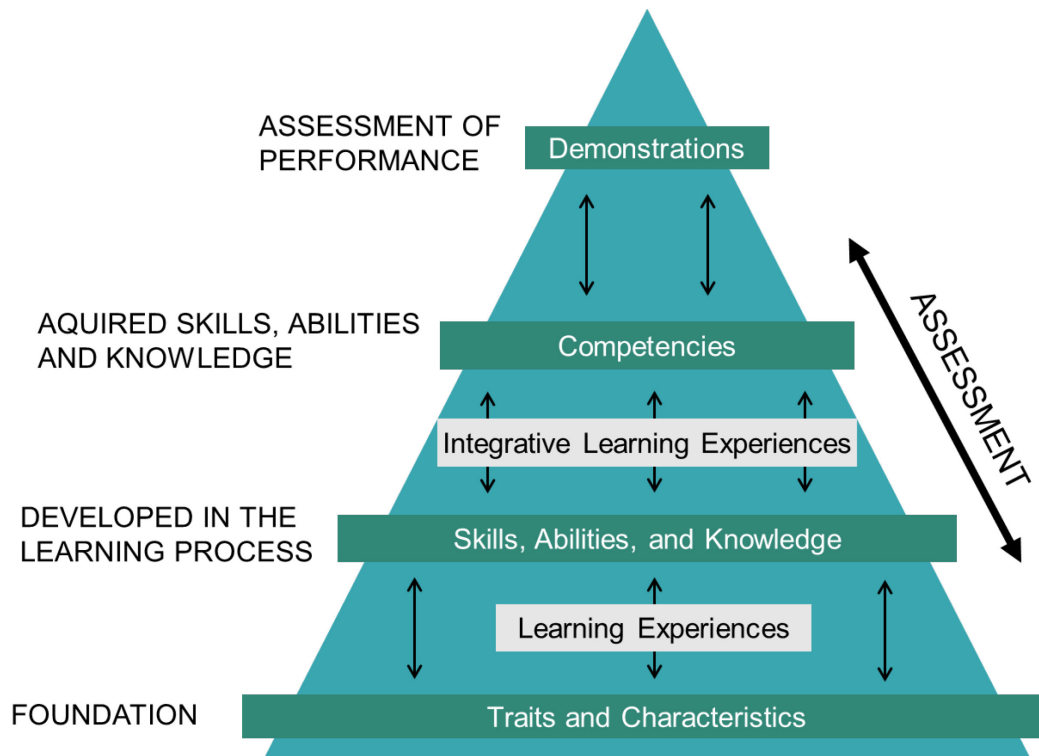 ASSESSMENT OF
PERFORMANCE
Demonstrations
AQUIRED SKILLS, ABILITIES
AND KNOWLEDGE
Competencies
ASSESSMENT
Integrative Learning Experiences
DEVELOPED IN THE
LEARNING PROCESS
Skills, Abilities, and Knowledge
Learning Experiences
FOUNDATION
Traits and Characteristics